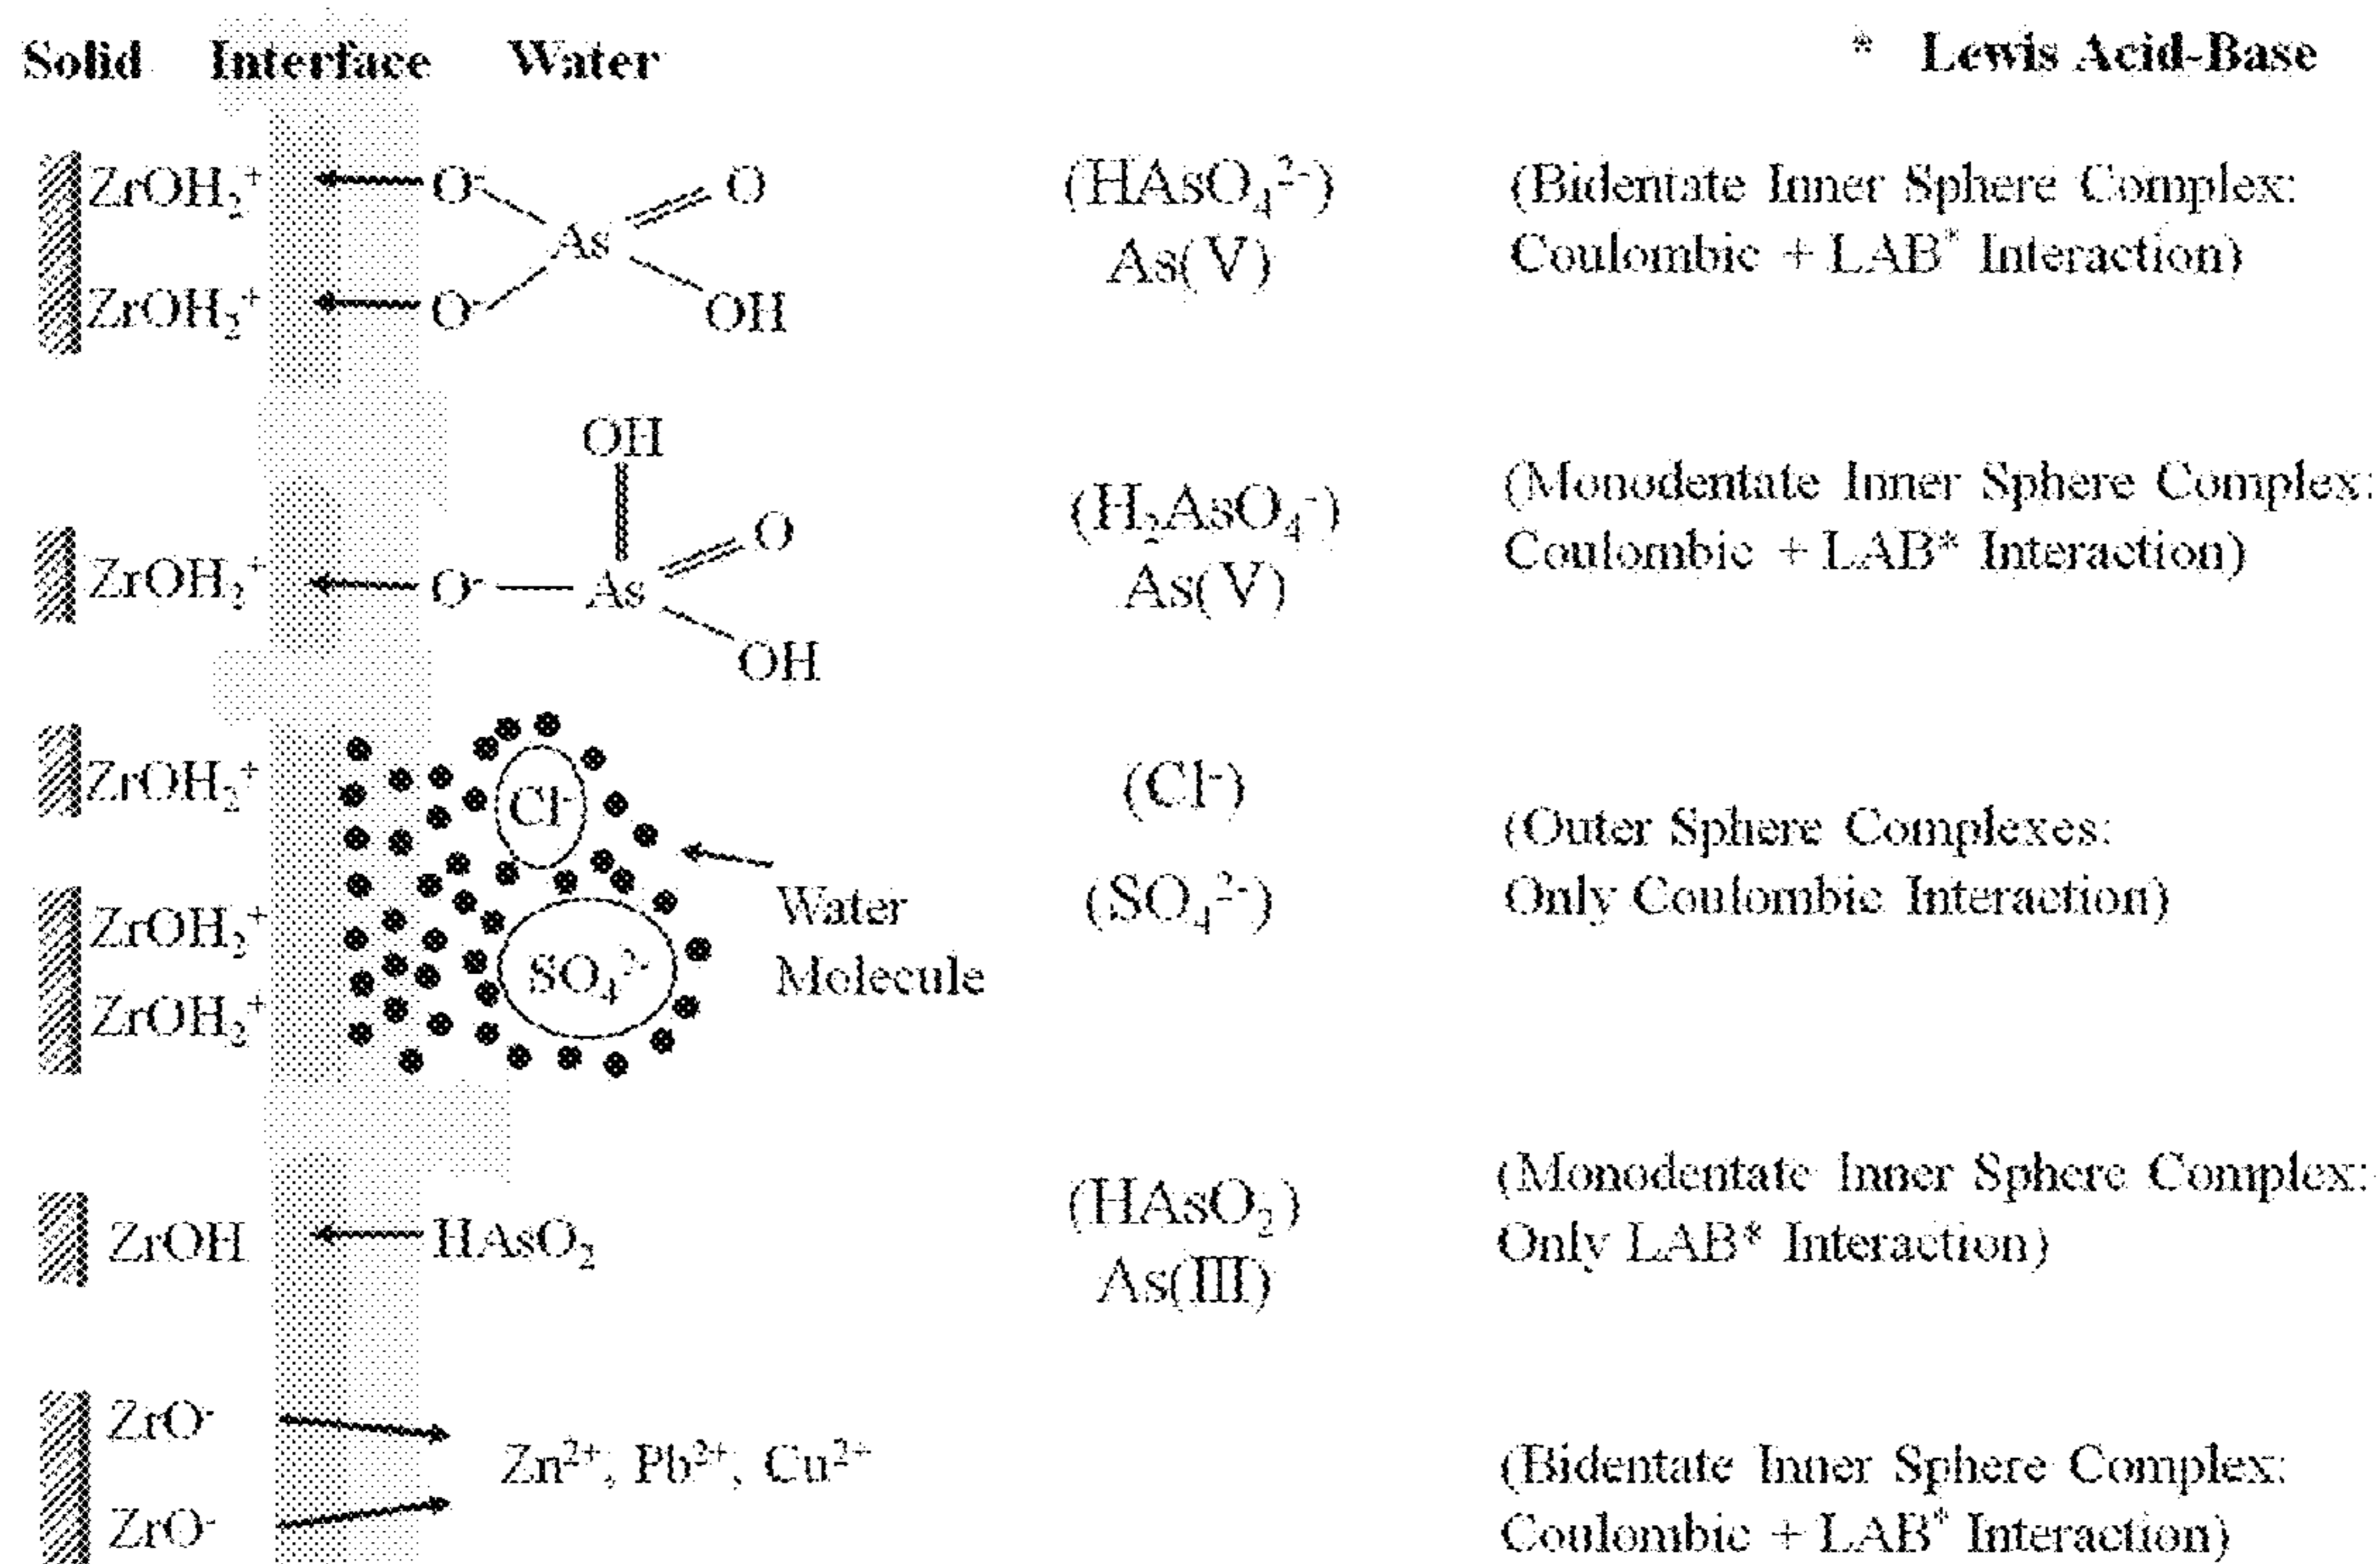 Solid Interface Water * Lewis Acid-Base
ZrOH₂⁺ O⁻ O (HAsO₄²⁻) (Bidentate Inner Sphere Complex:
As As(V) Coulombic + LAB* Interaction)
ZrOH₂⁺ O⁻ OH
OH
(H₂AsO₄⁻) (Monodentate Inner Sphere Complex:
O Coulombic + LAB* Interaction)
ZrOH₂⁺ O⁻ As As(V)
OH
ZrOH₂⁺ Cl⁻ (Cl⁻)
(Outer Sphere Complexes:
Water (SO₄²⁻) Only Coulombic Interaction)
ZrOH₂⁺
SO₄²⁻ Molecule
ZrOH₂⁺
(HAsO₂) (Monodentate Inner Sphere Complex:
ZrOH HAsO₂ Only LAB* Interaction)
As(III)
ZrO⁻
Zn²⁺; Pb²⁺; Cu²⁺ (Bidentate Inner Sphere Complex:
ZrO⁻ Coulombic + LAB* Interaction)